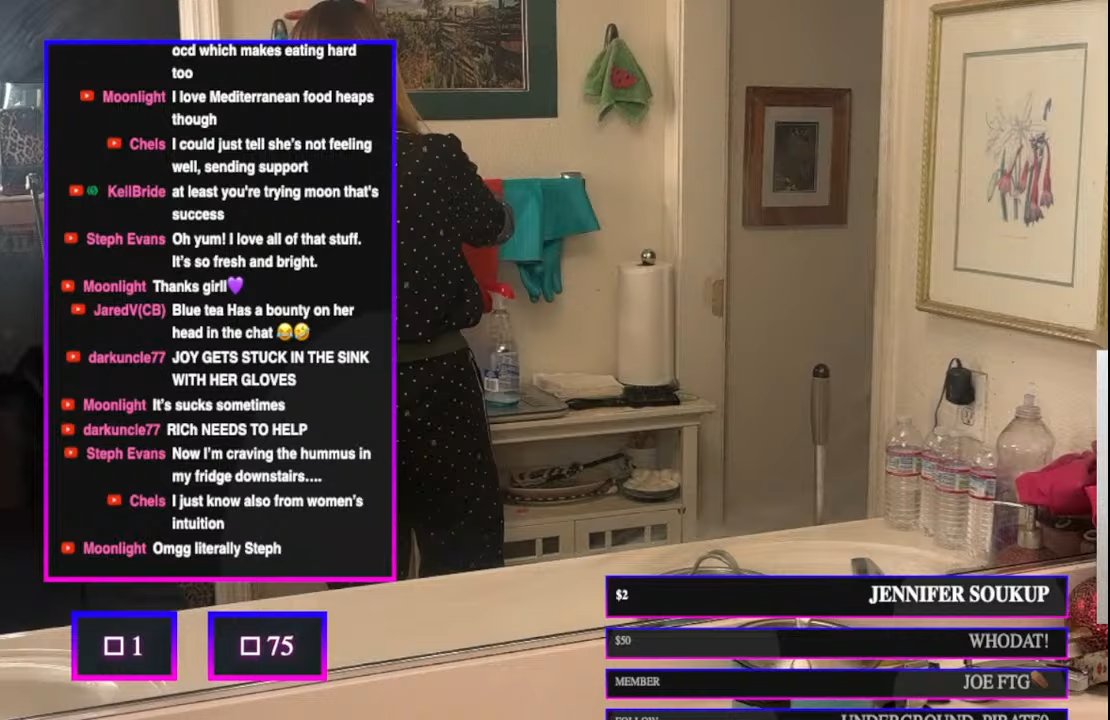 ocd which makes eating hard
too
Moonlight I love Mediterranean food heaps
though
Chels I could just tell she's not feeling
well, sending support
KellBride at least you're trying moon that's
success
Steph Evans Oh yum! I love all of that stuff.
It's so fresh and bright.
Moonlight Thanks girll💜
JaredV(CB) Blue tea Has a bounty on her
head in the chat 😂🤣
darkuncle77 JOY GETS STUCK IN THE SINK
WITH HER GLOVES
Moonlight It's sucks sometimes
darkuncle77 RICh NEEDS TO HELP
Steph Evans Now I'm craving the hummus in
my fridge downstairs....
Chels I just know also from women's
intuition
Moonlight Omgg literally Steph
1
75
$2 JENNIFER SOUKUP
$50 WHODAT!
MEMBER JOE FTG
FOLLOW UNDERGROUND_PIRATE0